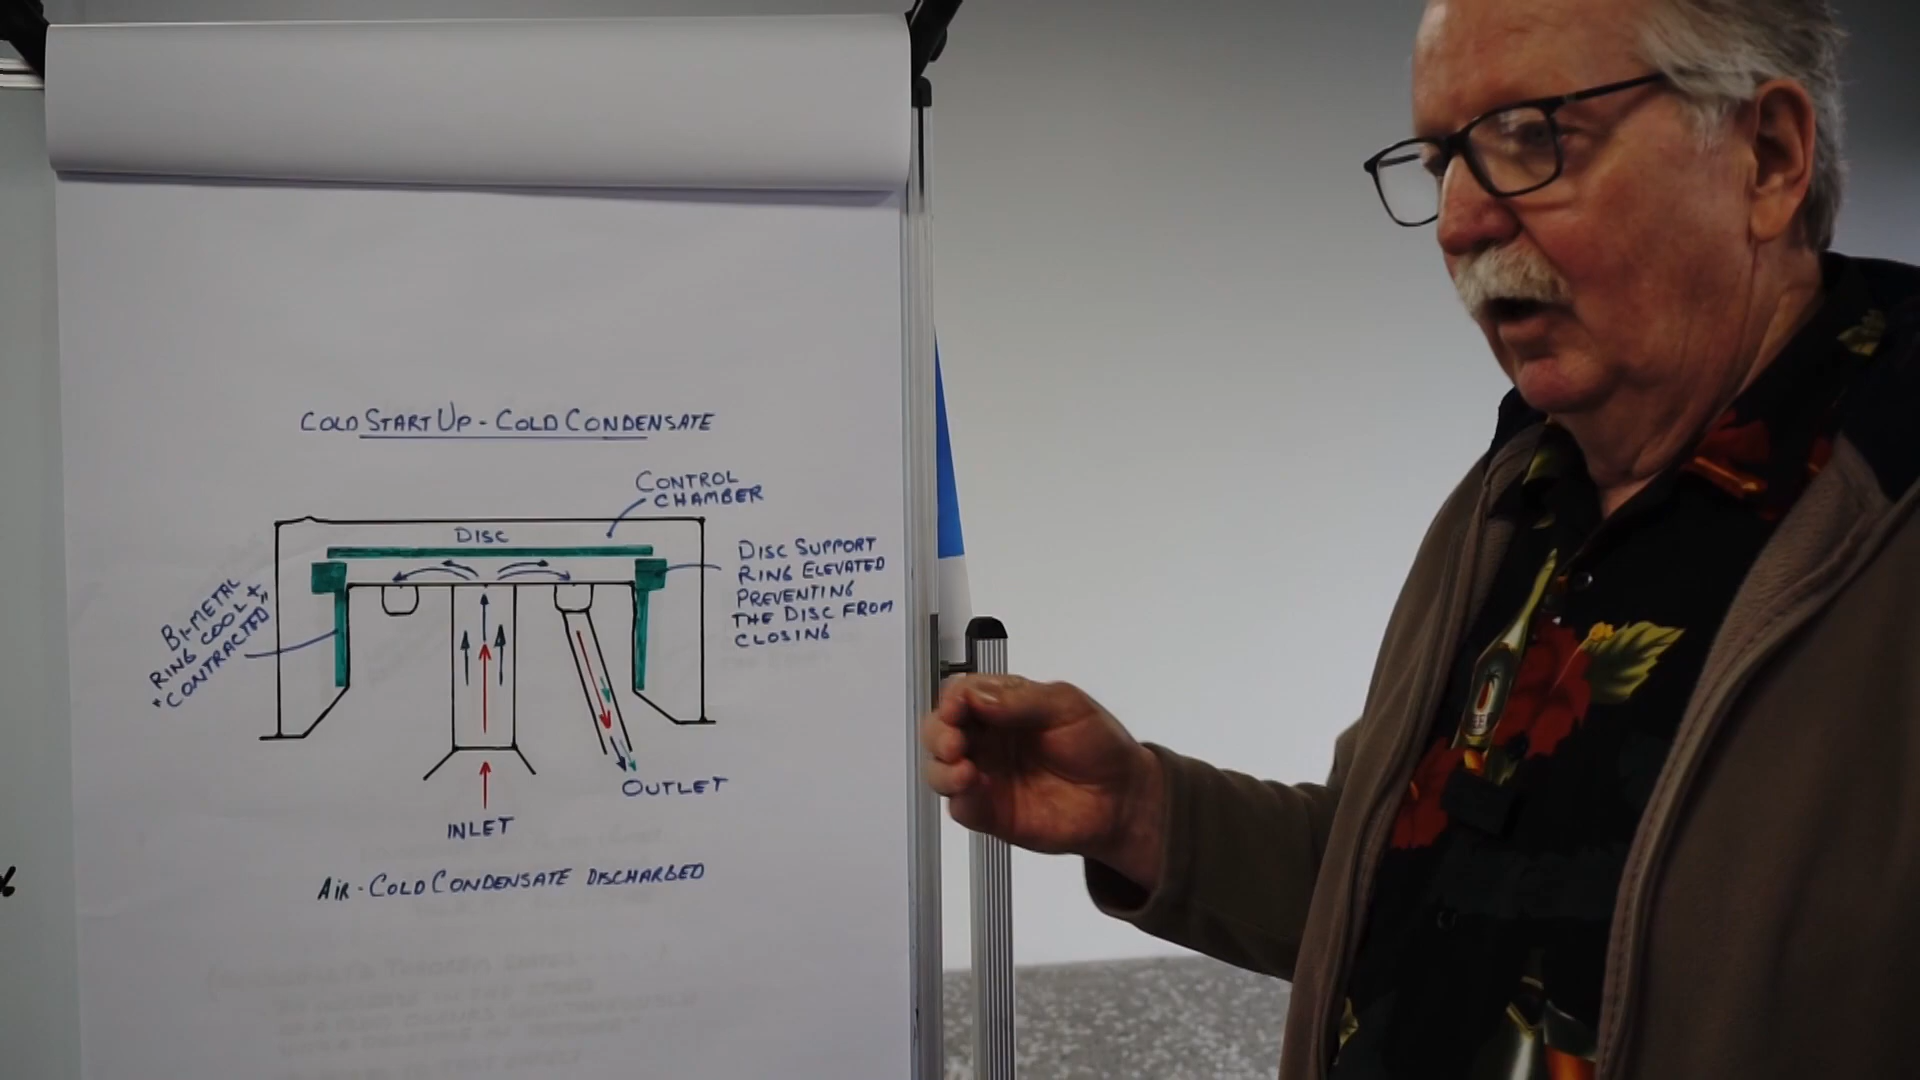 COLD START UP - COLD CONDENSATE
CONTROL
CHAMBER
DISC
DISC SUPPORT
RING ELEVATED
PREVENTING
THE DISC FROM
CLOSING
BI-METAL
RING COOL +
"CONTRACTED"
OUTLET
INLET
%
AIR - COLD CONDENSATE DISCHARGED